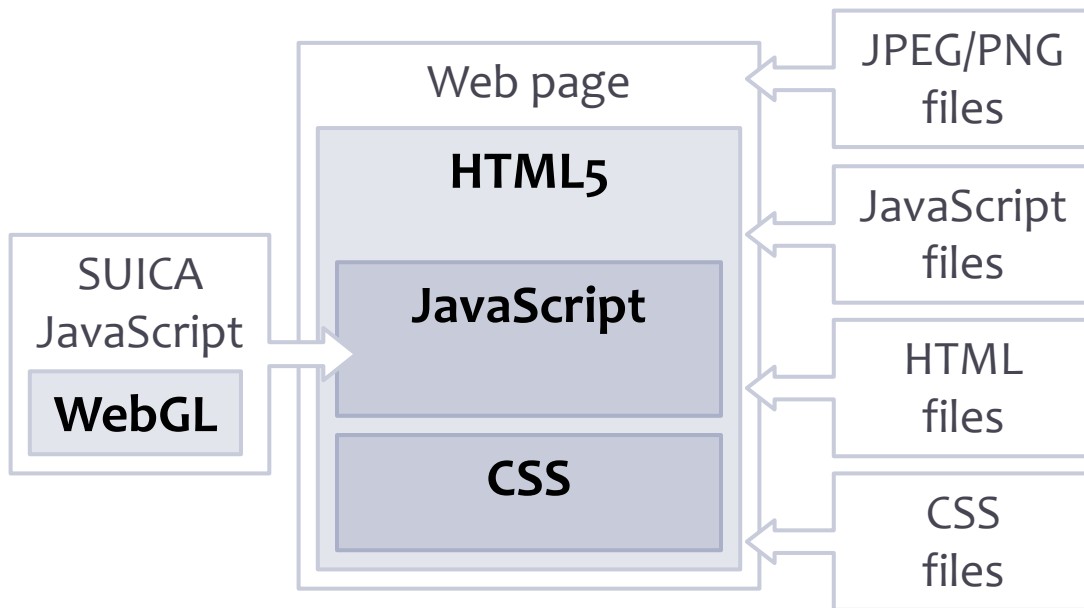 Web page
HTML5
JavaScript
CSS
SUICA
JavaScript
WebGL
JPEG/PNG
files
JavaScript
files
HTML
files
CSS
files